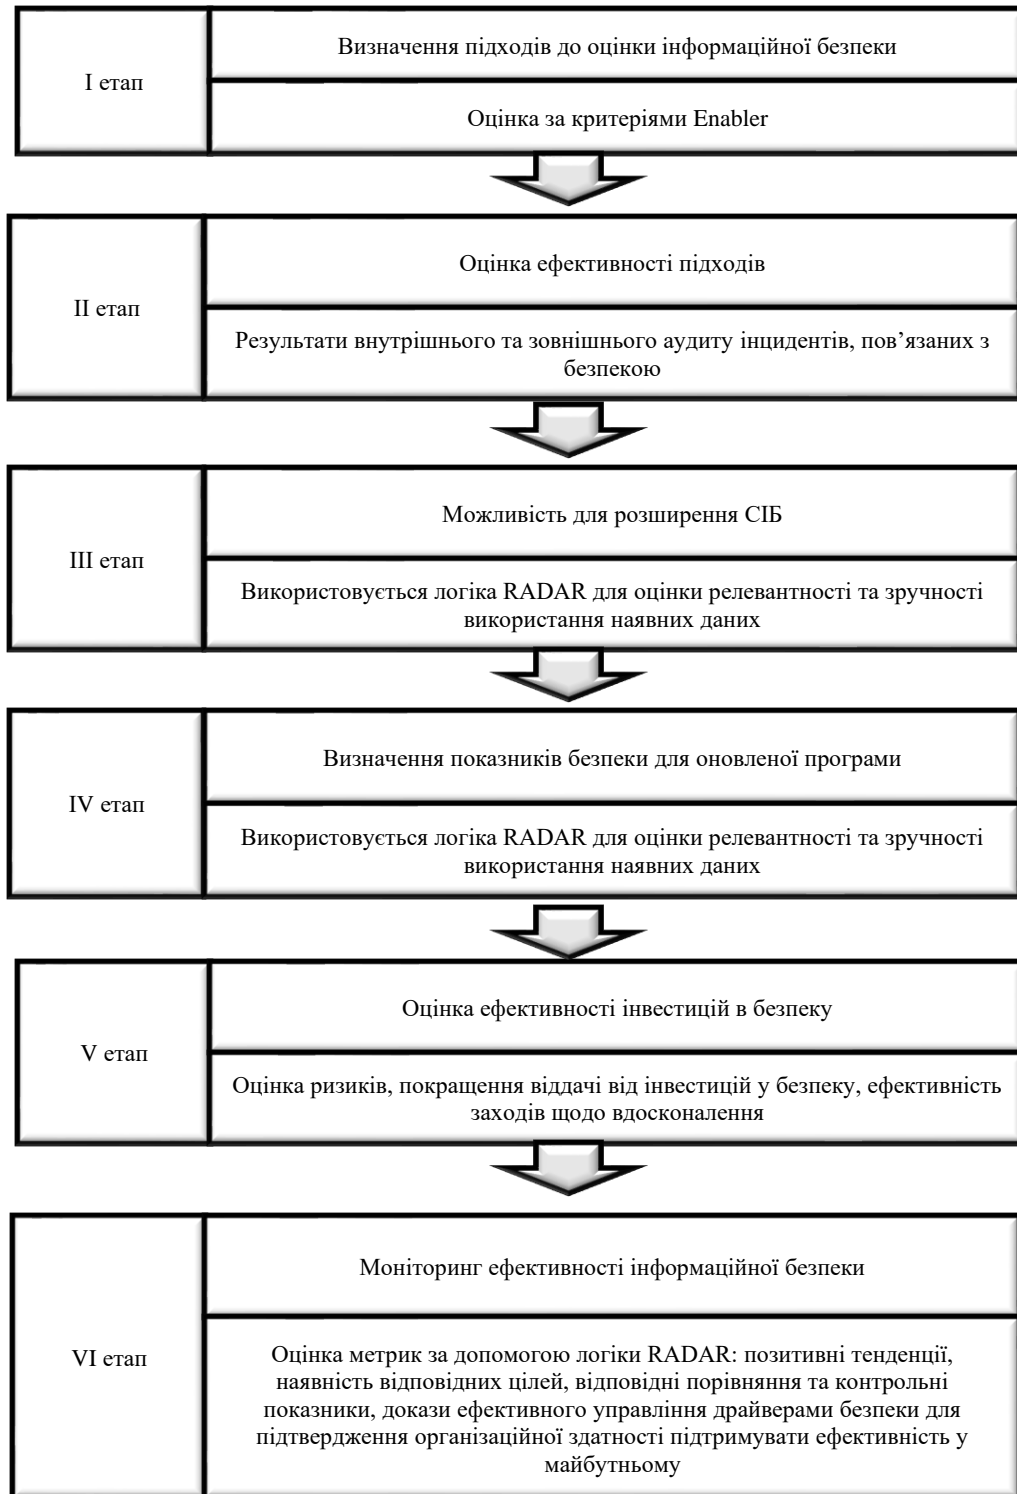 I етап
Визначення підходів до оцінки інформаційної безпеки
Оцінка за критеріями Enabler
II етап
Оцінка ефективності підходів
Результати внутрішнього та зовнішнього аудиту інцидентів, пов’язаних з
безпекою
III етап
Можливість для розширення СІБ
Використовується логіка RADAR для оцінки релевантності та зручності
використання наявних даних
IV етап
Визначення показників безпеки для оновленої програми
Використовується логіка RADAR для оцінки релевантності та зручності
використання наявних даних
V етап
Оцінка ефективності інвестицій в безпеку
Оцінка ризиків, покращення віддачі від інвестицій у безпеку, ефективність
заходів щодо вдосконалення
VI етап
Моніторинг ефективності інформаційної безпеки
Оцінка метрик за допомогою логіки RADAR: позитивні тенденції,
наявність відповідних цілей, відповідні порівняння та контрольні
показники, докази ефективного управління драйверами безпеки для
підтвердження організаційної здатності підтримувати ефективність у
майбутньому